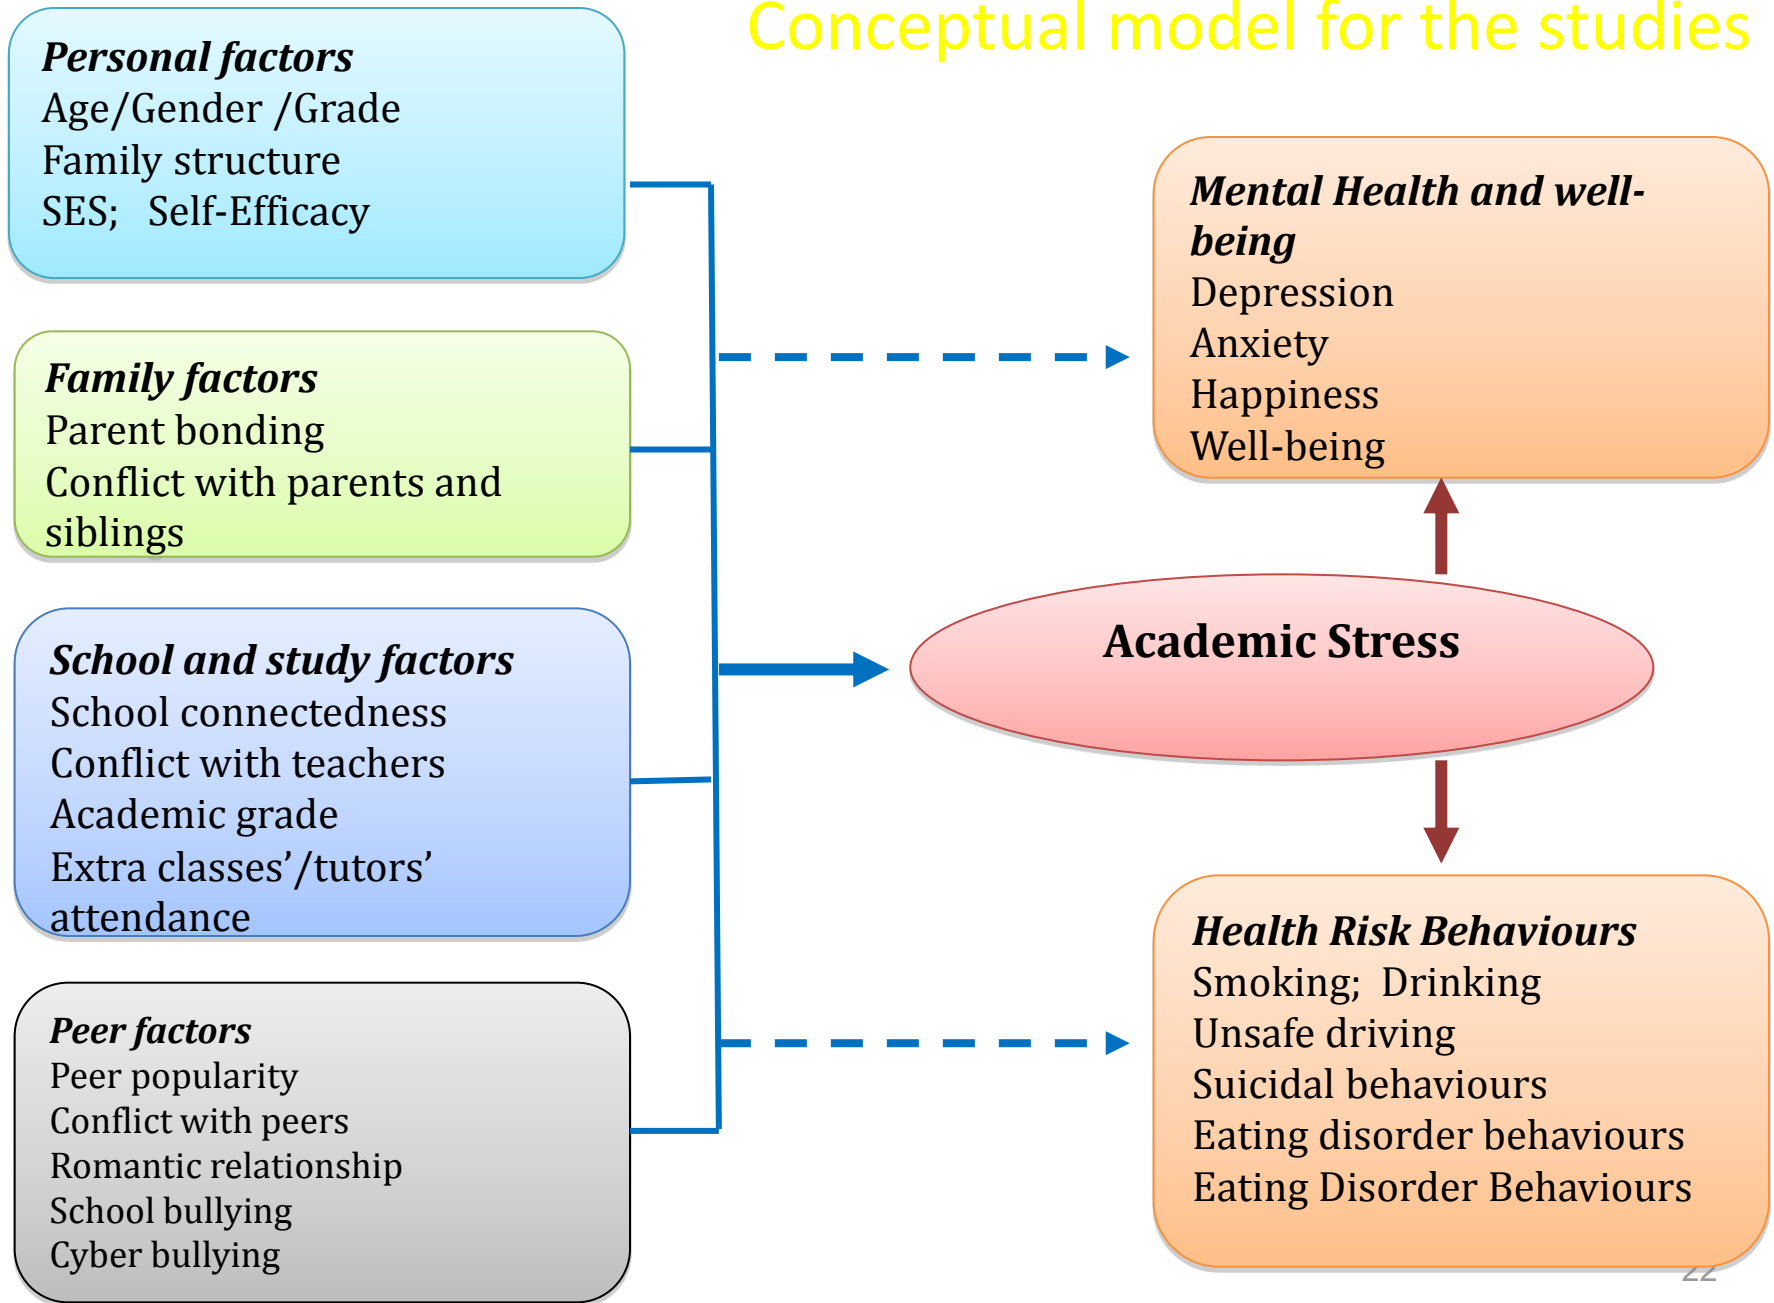 Conceptual model for the studies
Personal factors
Age/Gender /Grade
Family structure
SES; Self-Efficacy
Family factors
Parent bonding
Conflict with parents and
siblings
School and study factors
School connectedness
Conflict with teachers
Academic grade
Extra classes’/tutors’
attendance
Peer factors
Peer popularity
Conflict with peers
Romantic relationship
School bullying
Cyber bullying
Mental Health and well-
being
Depression
Anxiety
Happiness
Well-being
Academic Stress
Health Risk Behaviours
Smoking; Drinking
Unsafe driving
Suicidal behaviours
Eating disorder behaviours
Eating Disorder Behaviours
22